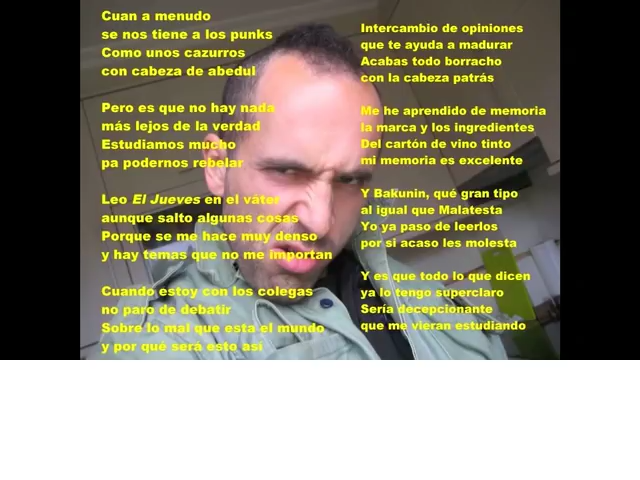 Cuan a menudo
se nos tiene a los punks
Como unos cazurros
con cabeza de abedul
Pero es que no hay nada
más lejos de la verdad
Estudiamos mucho
pa podernos rebelar
Leo El Jueves en el váter
aunque salto algunas cosas
Porque se me hace muy denso
y hay temas que no me importan
Cuando estoy con los colegas
no paro de debatir
Sobre lo mal que esta el mundo
y por qué será esto así
Intercambio de opiniones
que te ayuda a madurar
Acabas todo borracho
con la cabeza patrás
Me he aprendido de memoria
la marca y los ingredientes
Del cartón de vino tinto
mi memoria es excelente
Y Bakunin, qué gran tipo
al igual que Malatesta
Yo ya paso de leerlos
por si acaso les molesta
Y es que todo lo que dicen
ya lo tengo superclaro
Sería decepcionante
que me vieran estudiando